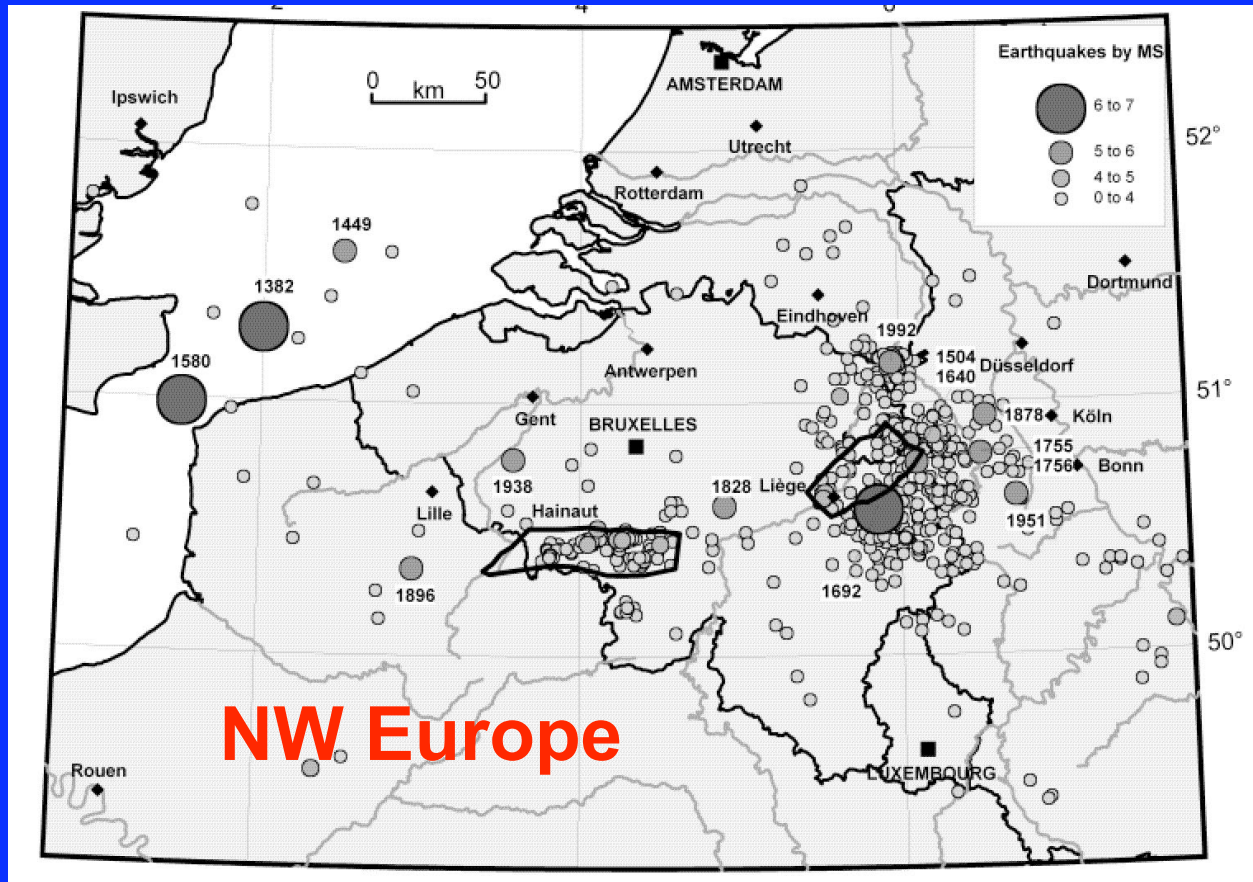 2
4
6
Earthquakes by MS
6 to 7
5 to 6
4 to 5
0 to 4
0
50
km
AMSTERDAM
Ipswich
52°
Utrecht
Rotterdam
1449
Dortmund
1382
Eindhoven
1992
1580
1504
1640
Düsseldorf
Antwerpen
51°
Gent
1878
Köln
BRUXELLES
1755
1756
Bonn
1938
Liège
1828
Lille
Hainaut
1951
1896
1692
50°
NW Europe
Rouen
LUXEMBOURG